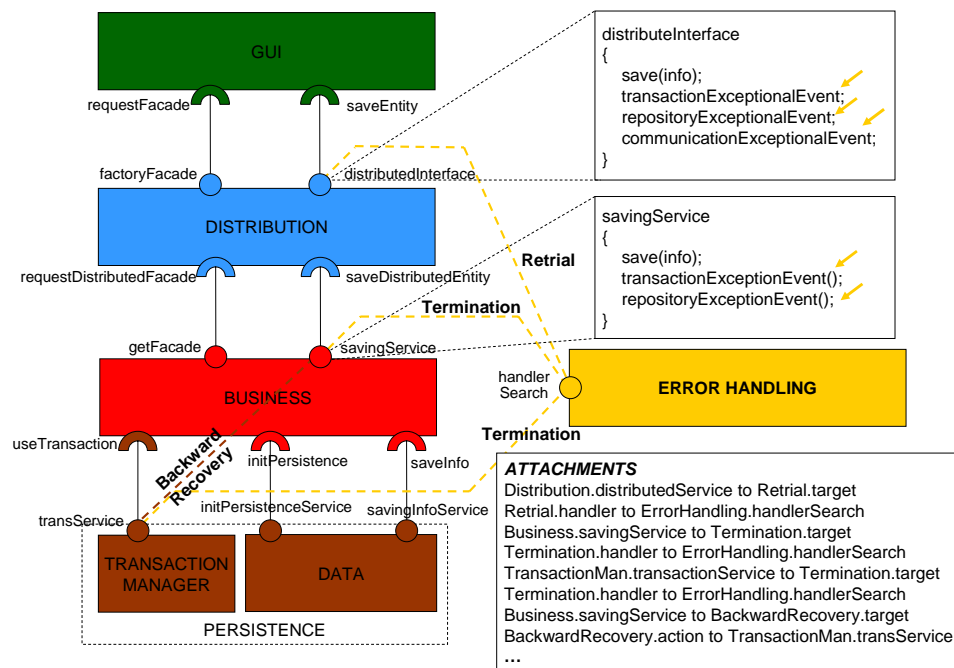 GUI
requestFacade
saveEntity
factoryFacade
distributedInterface
DISTRIBUTION
requestDistributedFacade
saveDistributedEntity
Retrial
Termination
getFacade
savingService
BUSINESS
handler
Search
ERROR HANDLING
useTransaction
Backward
Recovery
initPersistence
saveInfo
Termination
transService
initPersistenceService
savingInfoService
TRANSACTION
MANAGER
DATA
PERSISTENCE
distributeInterface
{
save(info);
transactionExceptionalEvent;
repositoryExceptionalEvent;
communicationExceptionalEvent;
}
savingService
{
save(info);
transactionExceptionEvent();
repositoryExceptionEvent();
}
ATTACHMENTS
Distribution.distributedService to Retrial.target
Retrial.handler to ErrorHandling.handlerSearch
Business.savingService to Termination.target
Termination.handler to ErrorHandling.handlerSearch
TransactionMan.transactionService to Termination.target
Termination.handler to ErrorHandling.handlerSearch
Business.savingService to BackwardRecovery.target
BackwardRecovery.action to TransactionMan.transService
...